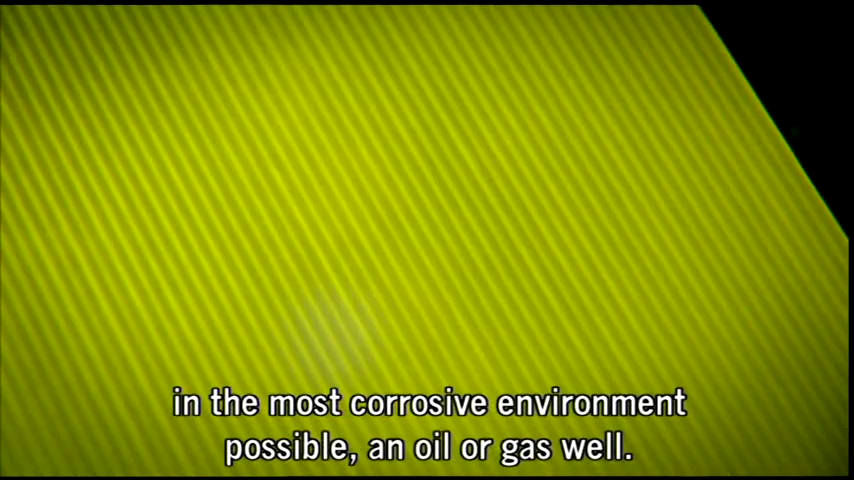 in the most corrosive environment
possible, an oil or gas well.